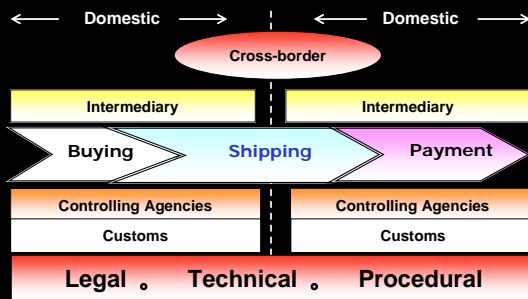 Domestic Domestic
Cross-border
Intermediary Intermediary
Buying Shipping Payment
Controlling Agencies Controlling Agencies
Customs Customs
Legal 。 Technical 。 Procedural